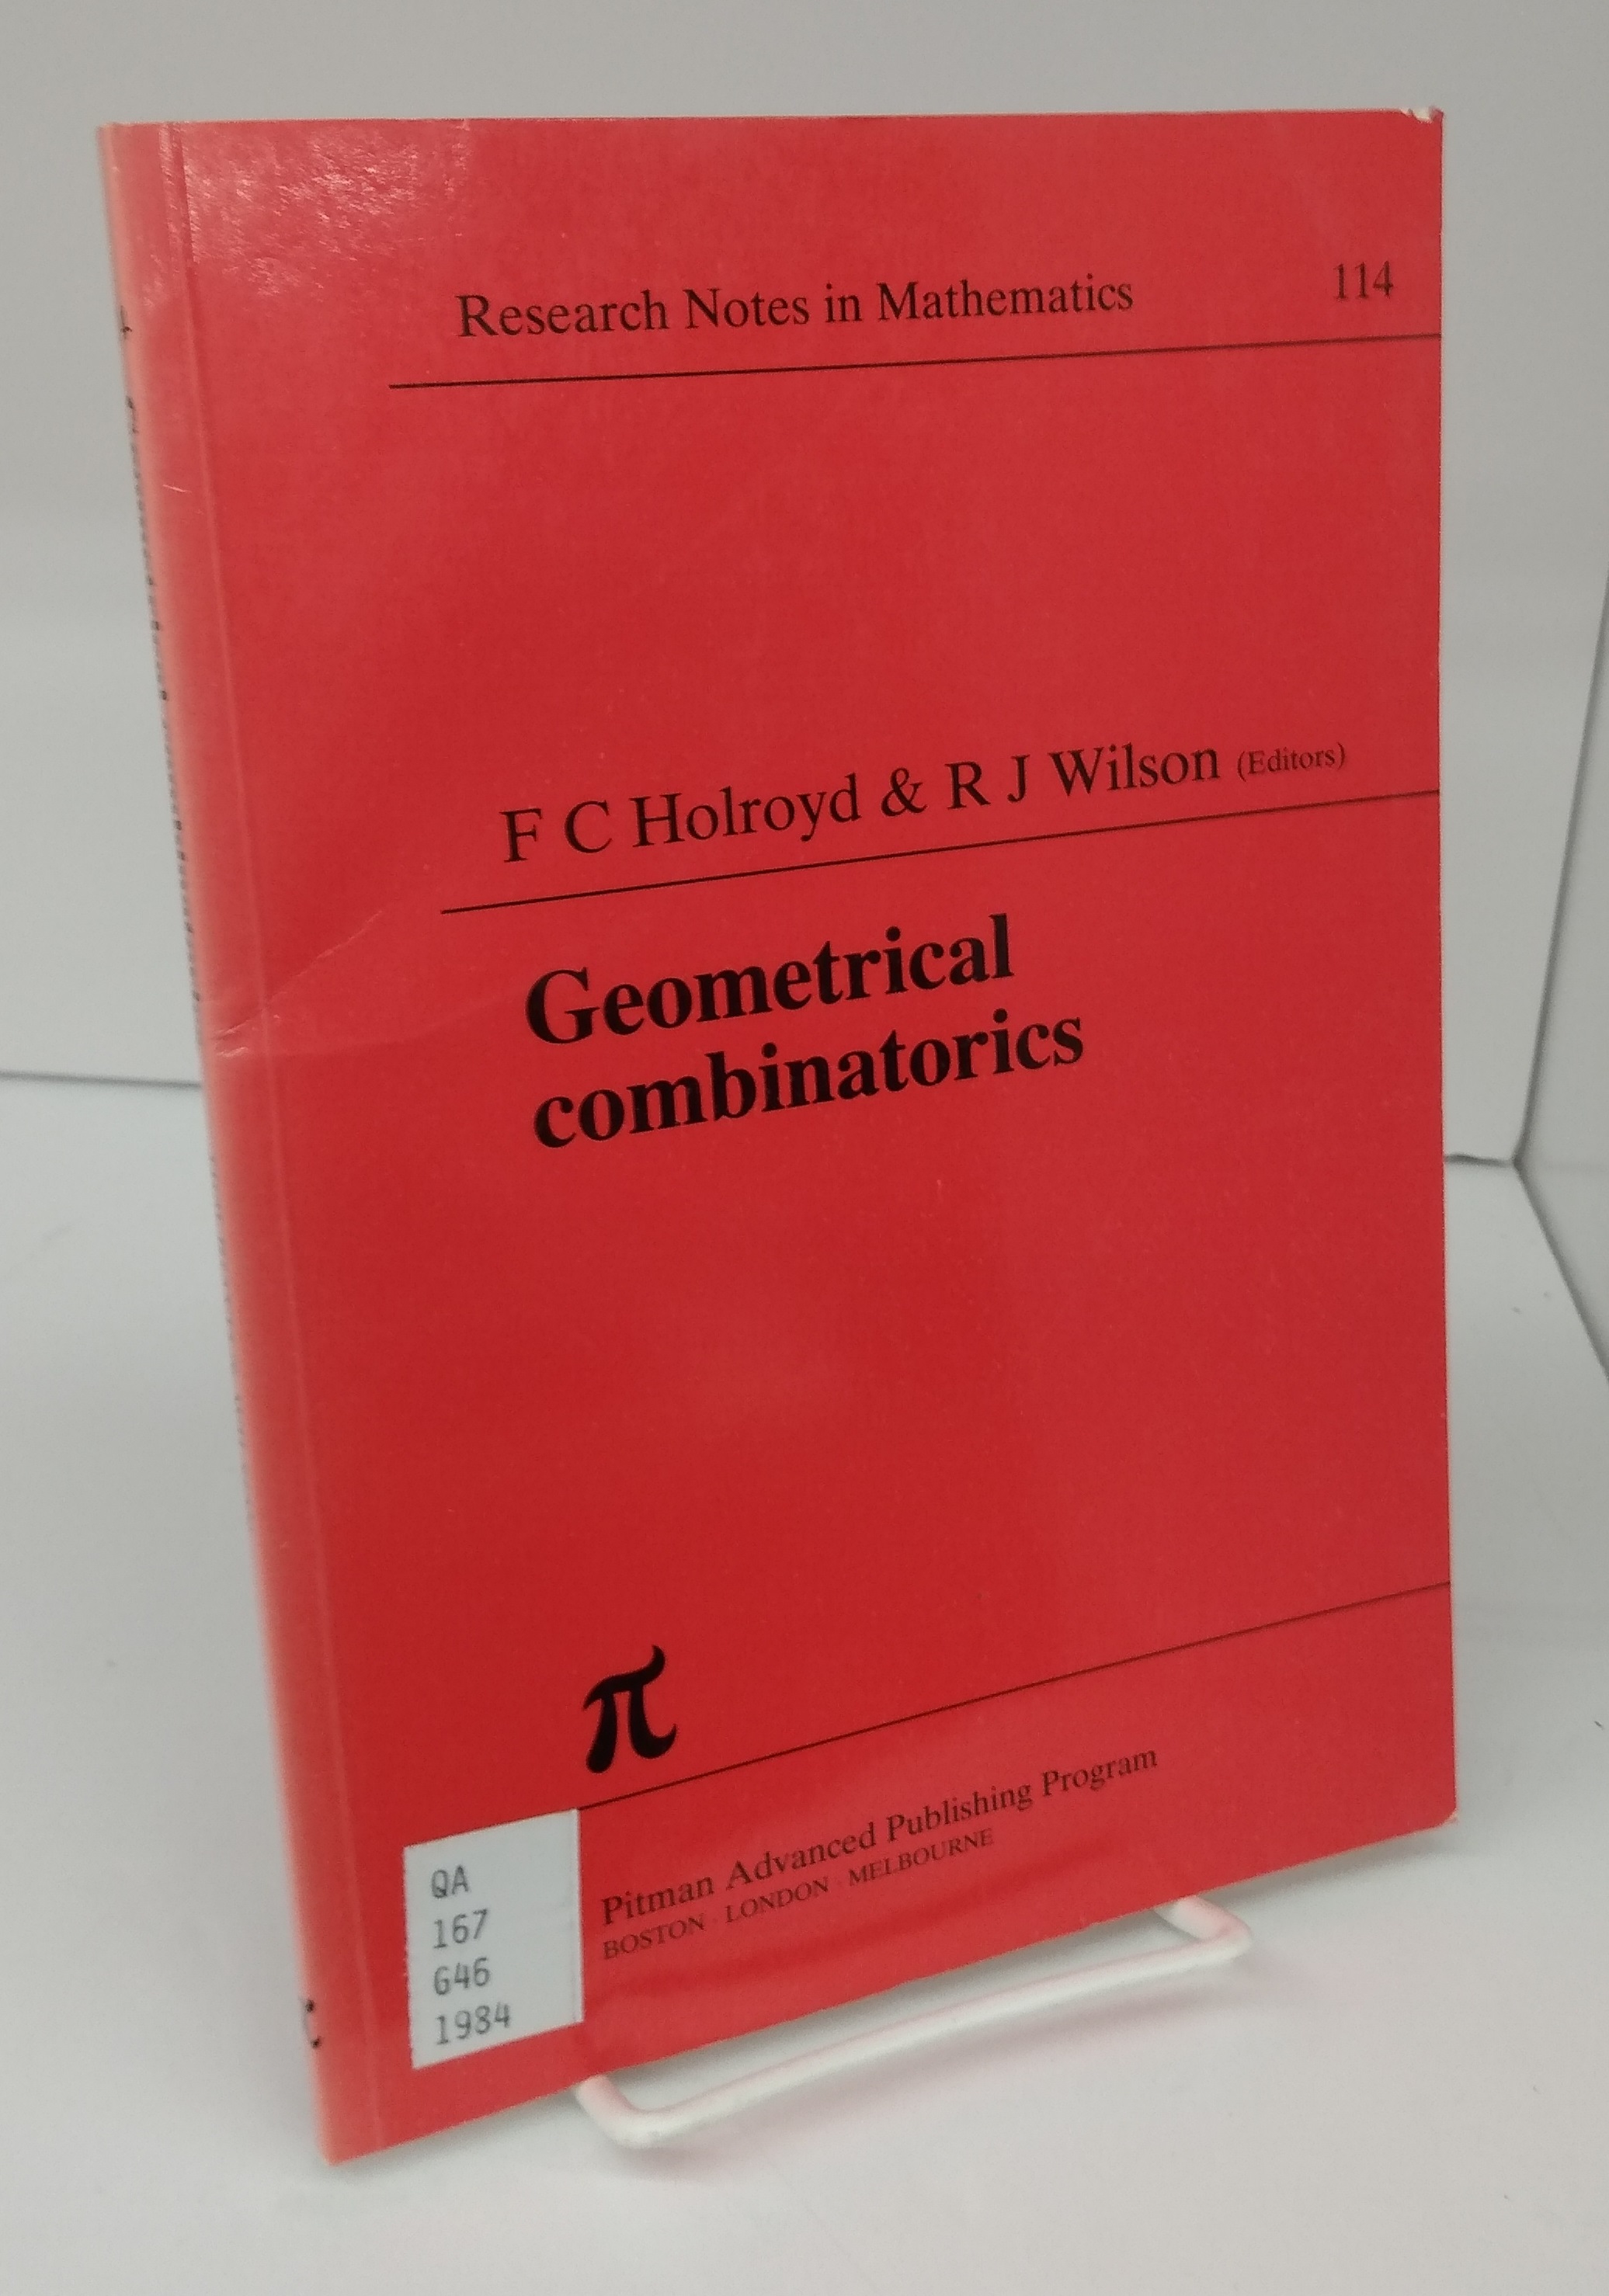 Research Notes in Mathematics 114
F C Holroyd & R J Wilson (Editors)
Geometrical
combinatorics
π
Pitman Advanced Publishing Program
BOSTON · LONDON · MELBOURNE
QA
167
G46
1984